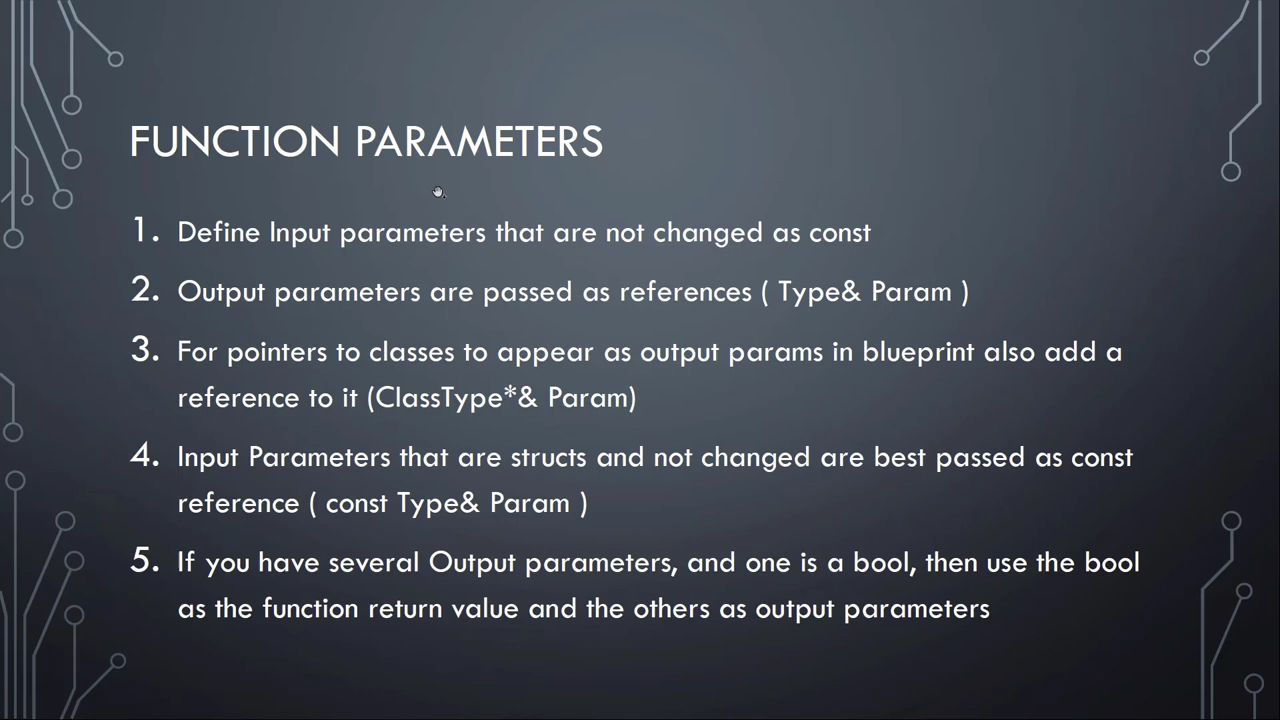 FUNCTION PARAMETERS
1. Define Input parameters that are not changed as const
2. Output parameters are passed as references ( Type& Param )
3. For pointers to classes to appear as output params in blueprint also add a
reference to it (ClassType*& Param)
4. Input Parameters that are structs and not changed are best passed as const
reference ( const Type& Param )
5. If you have several Output parameters, and one is a bool, then use the bool
as the function return value and the others as output parameters